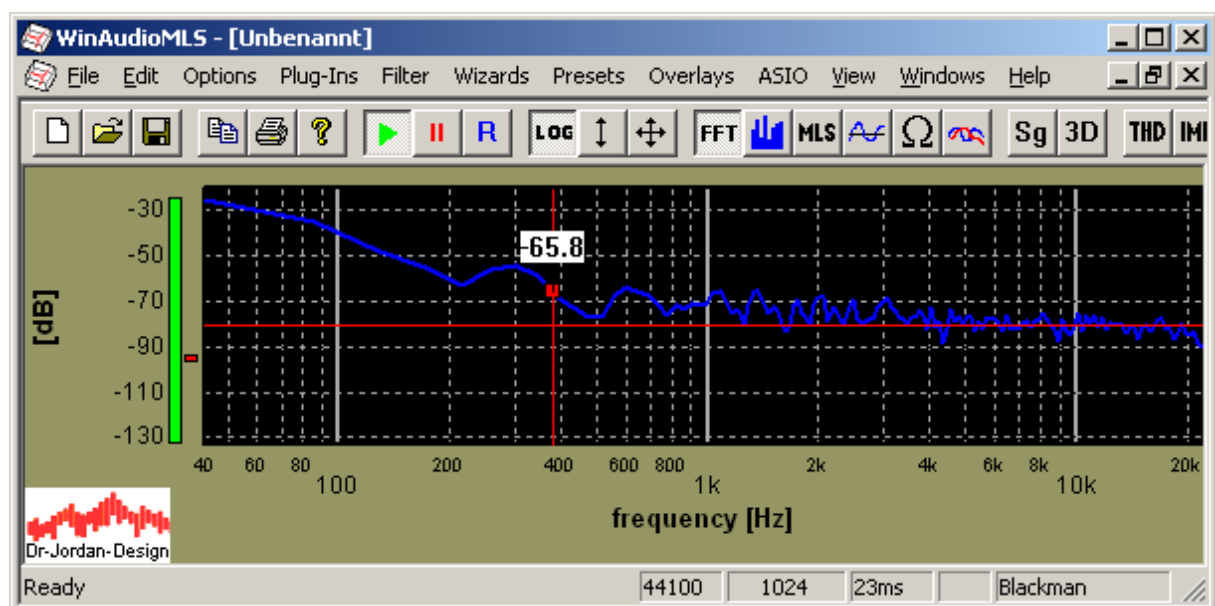 WinAudioMLS - [Unbenannt]
File Edit Options Plug-Ins Filter Wizards Presets Overlays ASIO View Windows Help
R LOG FFT MLS Ω Sg 3D THD IMI
-30
-50
-70
-90
-110
-130
[dB]
-65.8
40 60 80 100 200 400 600 800 1k 2k 4k 6k 8k 10k 20k
frequency [Hz]
Dr-Jordan-Design
Ready 44100 1024 23ms Blackman